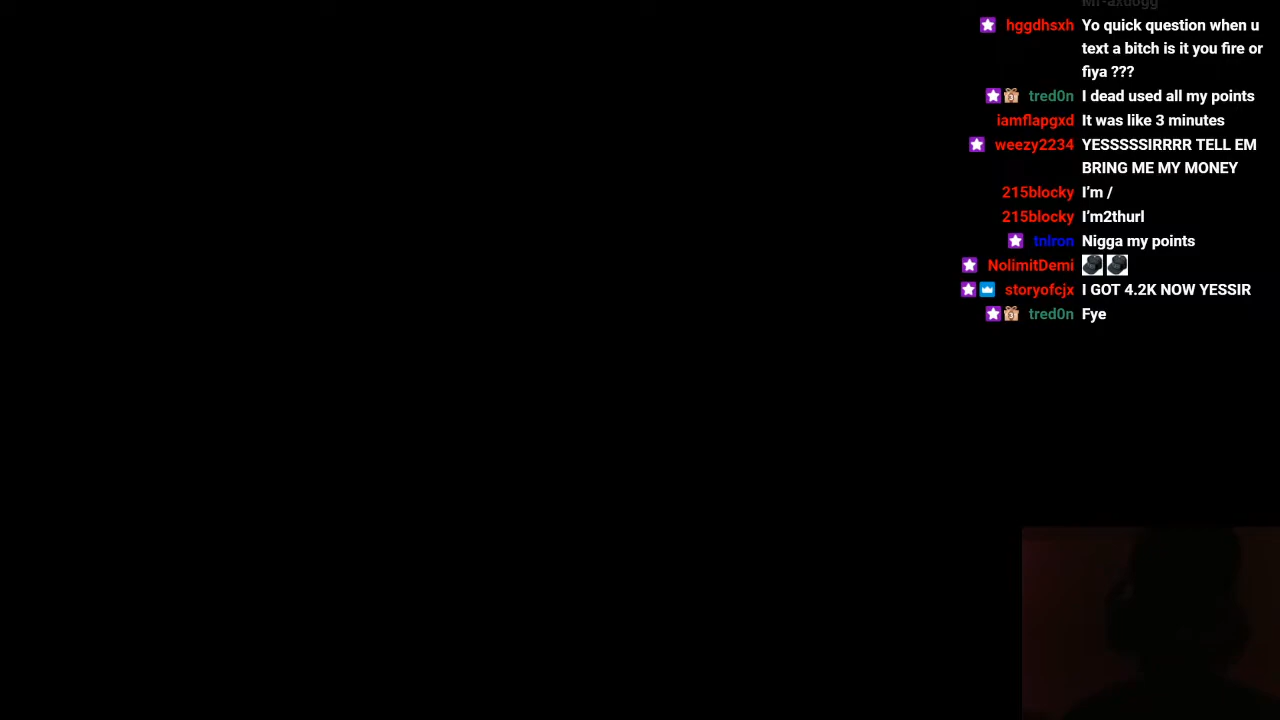 Mr-axdogg
hggdhsxh Yo quick question when u
text a bitch is it you fire or
fiya ???
tred0n I dead used all my points
iamflapgxd It was like 3 minutes
weezy2234 YESSSSSIRRRR TELL EM
BRING ME MY MONEY
215blocky I’m /
215blocky I’m2thurl
tnlron Nigga my points
NolimitDemi
storyofcjx I GOT 4.2K NOW YESSIR
tred0n Fye